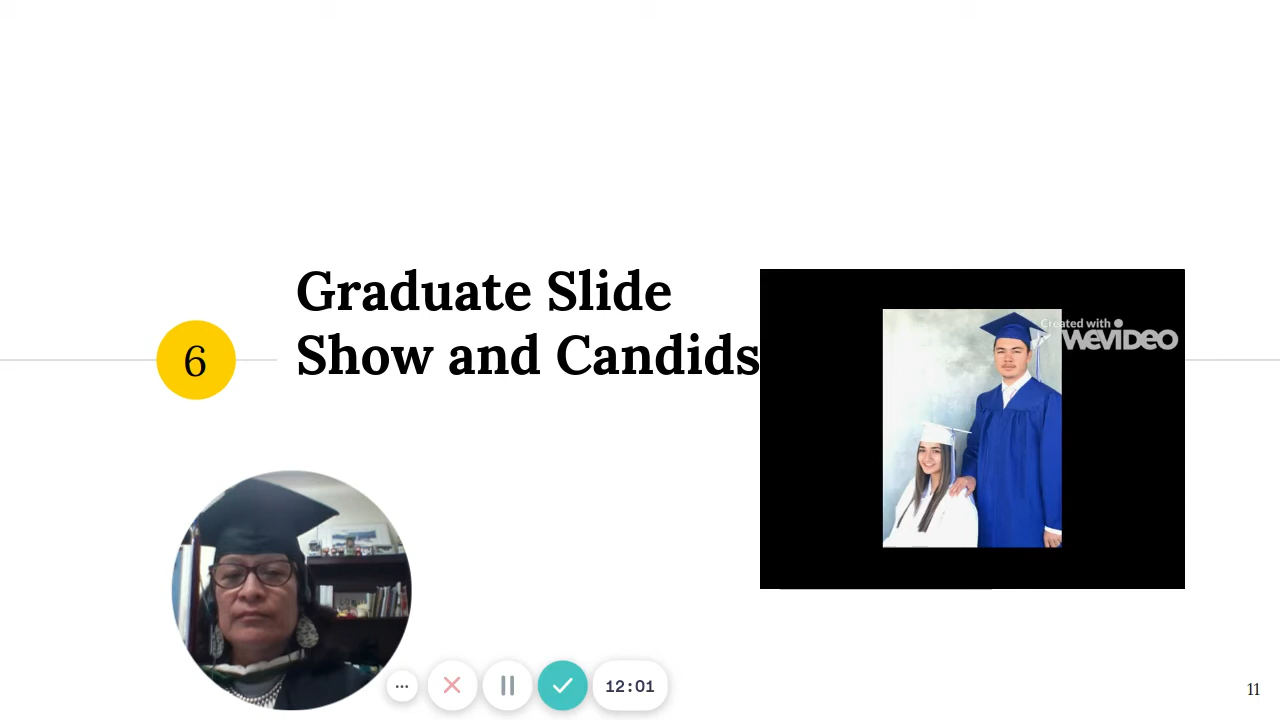 Graduate Slide
Show and Candids
6
Created with
WEVIDEO
12:01
11